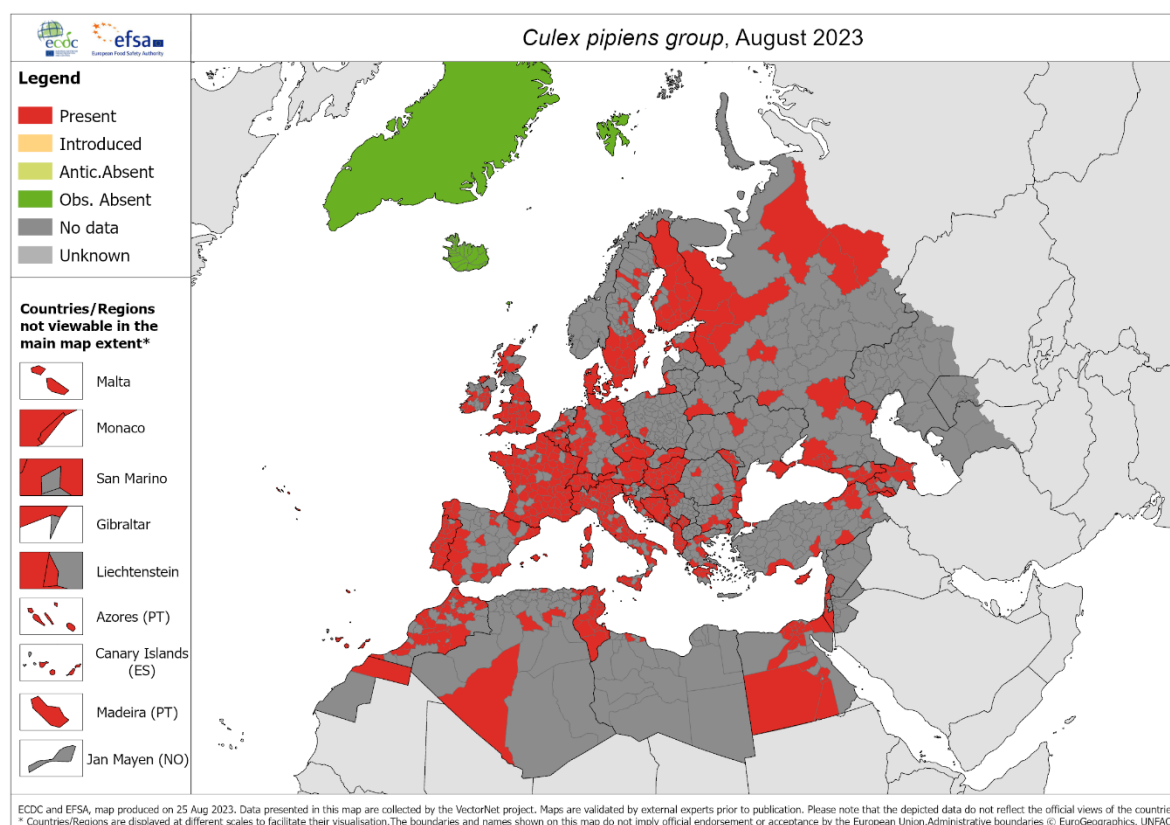 ecdc
efsa
European Food Safety Authority
Culex pipiens group, August 2023
Legend
Present
Introduced
Antic.Absent
Obs. Absent
No data
Unknown
Countries/Regions
not viewable in the
main map extent*
Malta
Monaco
San Marino
Gibraltar
Liechtenstein
Azores (PT)
Canary Islands
(ES)
Madeira (PT)
Jan Mayen (NO)
ECDC and EFSA, map produced on 25 Aug 2023. Data presented in this map are collected by the VectorNet project. Maps are validated by external experts prior to publication. Please note that the depicted data do not reflect the official views of the countrie
* Countries/Regions are displayed at different scales to facilitate their visualisation.The boundaries and names shown on this map do not imply official endorsement or acceptance by the European Union.Administrative boundaries © EuroGeographics, UNFAO